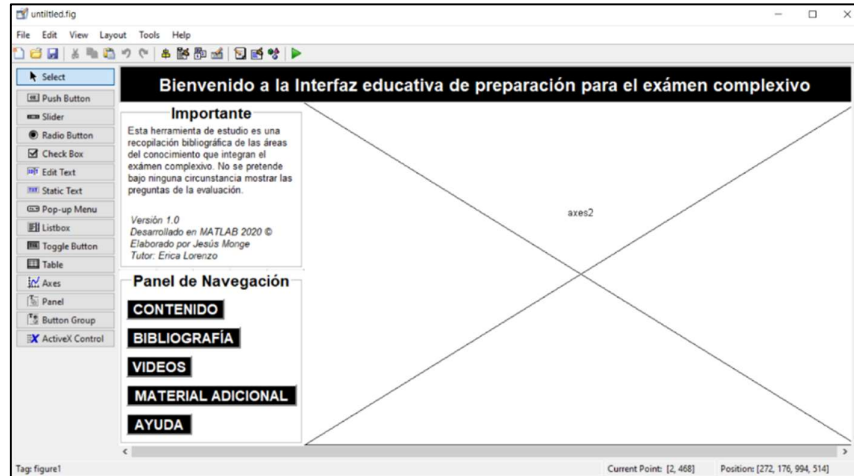 untiltled.fig
File Edit View Layout Tools Help
Select
Push Button
Slider
Radio Button
Check Box
Edit Text
Static Text
Pop-up Menu
Listbox
Toggle Button
Table
Axes
Panel
Button Group
ActiveX Control
Bienvenido a la Interfaz educativa de preparación para el exámen complexivo
Importante
Esta herramienta de estudio es una
recopilación bibliográfica de las áreas
del conocimiento que integran el
exámen complexivo. No se pretende
bajo ninguna circunstancia mostrar las
preguntas de la evaluación.
Versión 1.0
Desarrollado en MATLAB 2020 ©
Elaborado por Jesús Monge
Tutor: Erica Lorenzo
Panel de Navegación
CONTENIDO
BIBLIOGRAFÍA
VIDEOS
MATERIAL ADICIONAL
AYUDA
axes2
Tag: figure1
Current Point: [2, 468]
Position: [272, 176, 994, 514]